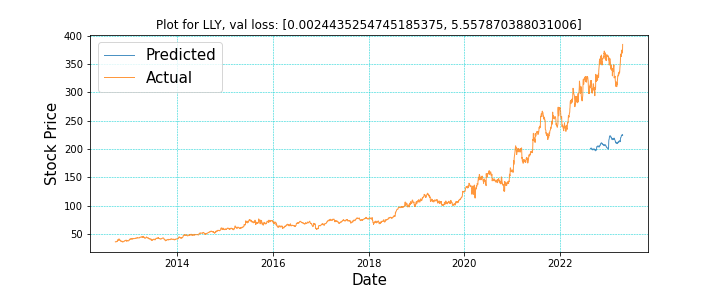 Plot for LLY, val loss: [0.0024435254745185375, 5.557870388031006]
Predicted
Actual
Stock Price
400
350
300
250
200
150
100
50
2014
2016
2018
2020
2022
Date